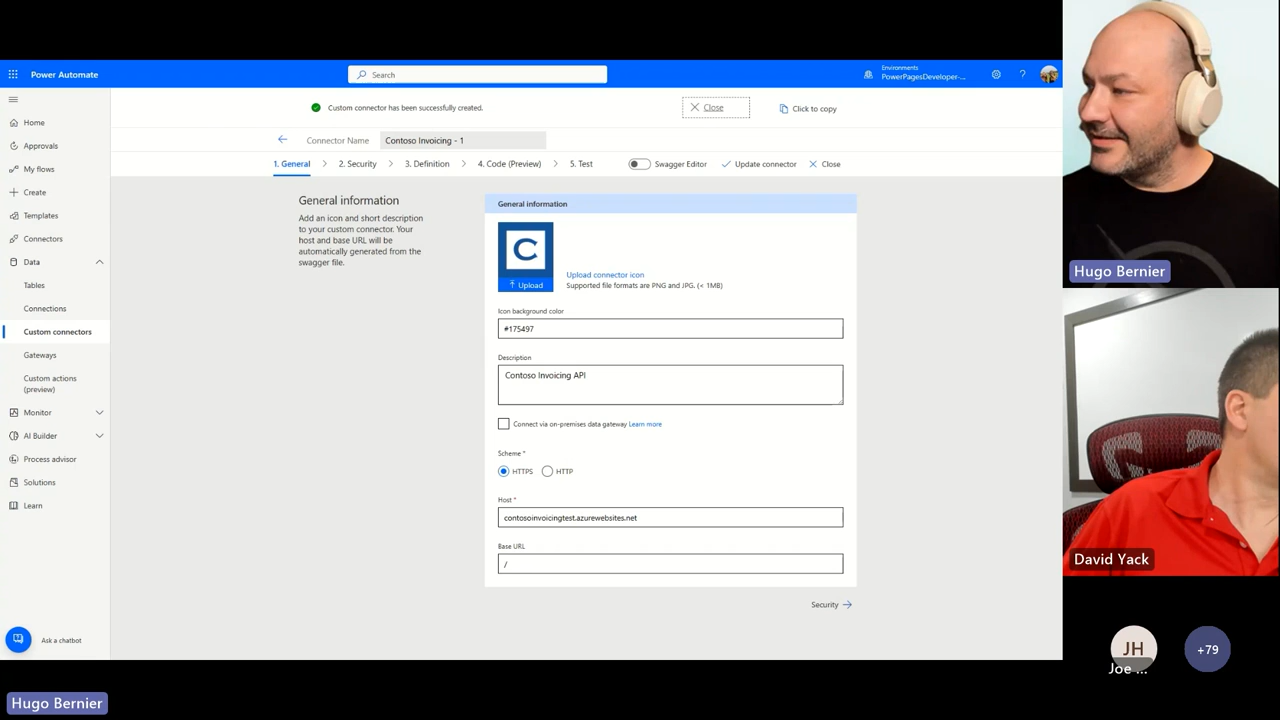 Power Automate
Search
Environments
PowerPagesDeveloper-...
?
Home
Approvals
My flows
Create
Templates
Connectors
Data
Tables
Connections
Custom connectors
Gateways
Custom actions
(preview)
Monitor
AI Builder
Process advisor
Solutions
Learn
Ask a chatbot
Custom connector has been successfully created.
Close
Click to copy
Connector Name
Contoso Invoicing - 1
1. General
2. Security
3. Definition
4. Code (Preview)
5. Test
Swagger Editor
Update connector
Close
General information
Add an icon and short description
to your custom connector. Your
host and base URL will be
automatically generated from the
swagger file.
General information
C
Upload
Upload connector icon
Supported file formats are PNG and JPG. (< 1MB)
Icon background color
#175497
Description
Contoso Invoicing API
Connect via on-premises data gateway Learn more
Scheme *
HTTPS
HTTP
Host *
contosoinvoicingtest.azurewebsites.net
Base URL
/
Security
Hugo Bernier
David Yack
JH
Joe ...
+79
Hugo Bernier